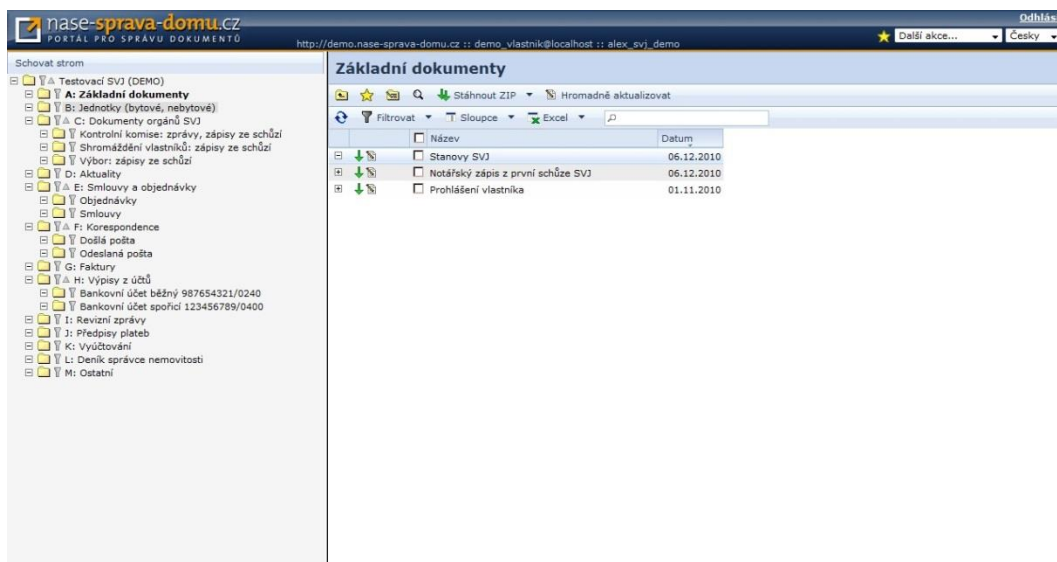 nase-sprava-domu.cz
PORTÁL PRO SPRÁVU DOKUMENTŮ
http://demo.nase-sprava-domu.cz :: demo_vlastnik@localhost :: alex_svj_demo
Odhlás
Další akce...
Česky
Schovat strom
Testovací SVJ (DEMO)
A: Základní dokumenty
B: Jednotky (bytové, nebytové)
C: Dokumenty orgánů SVJ
Kontrolní komise: zprávy, zápisy ze schůzí
Shromáždění vlastníků: zápisy ze schůzí
Výbor: zápisy ze schůzí
D: Aktuality
E: Smlouvy a objednávky
Objednávky
Smlouvy
F: Korespondence
Došlá pošta
Odeslaná pošta
G: Faktury
H: Výpisy z účtů
Bankovní účet běžný 987654321/0240
Bankovní účet spořicí 123456789/0400
I: Revizní zprávy
J: Předpisy plateb
K: Vyúčtování
L: Deník správce nemovitosti
M: Ostatní
Základní dokumenty
Stáhnout ZIP Hromadně aktualizovat
Filtrovat Sloupce Excel
Název Datum
Stanovy SVJ 06.12.2010
Notářský zápis z první schůze SVJ 06.12.2010
Prohlášení vlastníka 01.11.2010